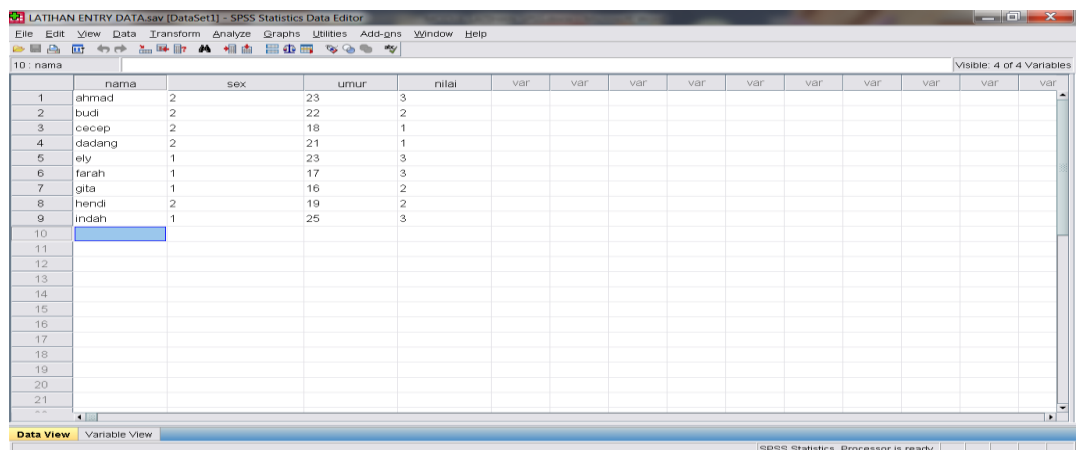 LATIHAN ENTRY DATA.sav [DataSet1] - SPSS Statistics Data Editor
File Edit View Data Transform Analyze Graphs Utilities Add-ons Window Help
10 : nama Visible: 4 of 4 Variables
nama sex umur nilai var var var var var var var var
1 ahmad 2 23 3
2 budi 2 22 2
3 cecep 2 18 1
4 dadang 2 21 1
5 ely 1 23 3
6 farah 1 17 3
7 gita 1 16 2
8 hendi 2 19 2
9 indah 1 25 3
10
11
12
13
14
15
16
17
18
19
20
21
Data View Variable View
SPSS Statistics Processor is ready